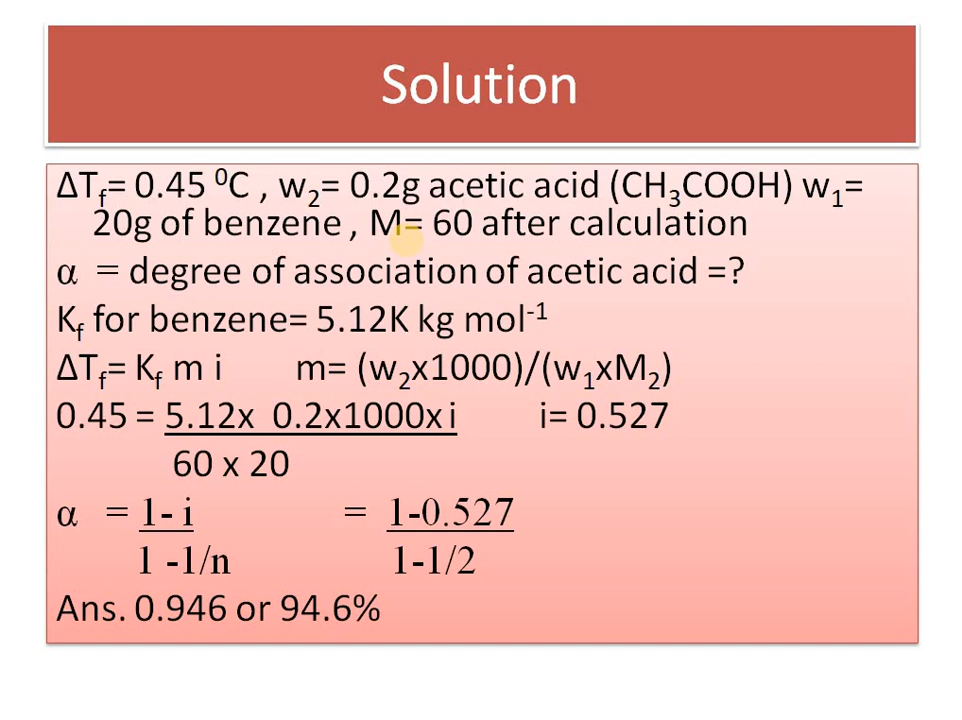 Solution
ΔTf= 0.45 ⁰C , w₂= 0.2g acetic acid (CH₃COOH) w₁=
20g of benzene , M= 60 after calculation
α = degree of association of acetic acid =?
Kf for benzene= 5.12K kg mol⁻¹
ΔTf= Kf m i m= (w₂x1000)/(w₁xM₂)
0.45 = 5.12x 0.2x1000x i i= 0.527
60 x 20
α = 1- i = 1-0.527
1 -1/n 1-1/2
Ans. 0.946 or 94.6%